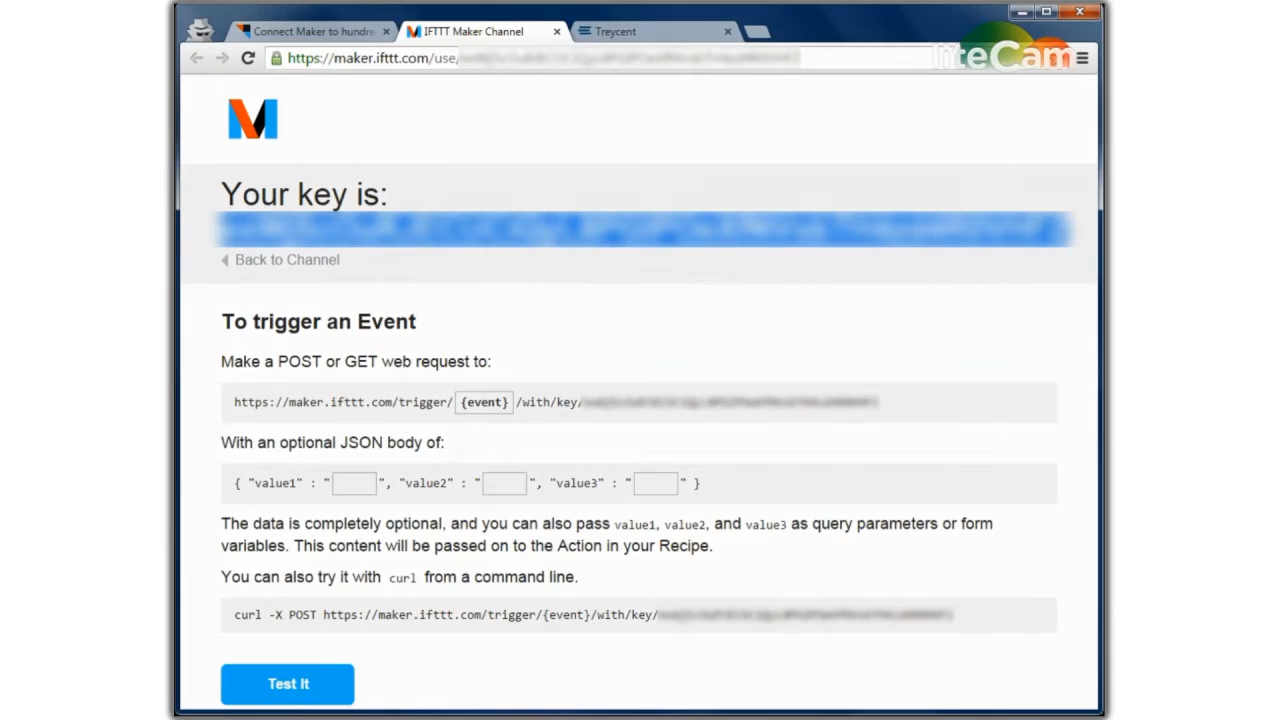 Connect Maker to hundre
IFTTT Maker Channel
Treycent
https://maker.ifttt.com/use/
liteCam
Your key is:
Back to Channel
To trigger an Event
Make a POST or GET web request to:
https://maker.ifttt.com/trigger/ {event} /with/key/
With an optional JSON body of:
{ "value1" : "", "value2" : "", "value3" : "" }
The data is completely optional, and you can also pass value1, value2, and value3 as query parameters or form
variables. This content will be passed on to the Action in your Recipe.
You can also try it with curl from a command line.
curl -X POST https://maker.ifttt.com/trigger/{event}/with/key/
Test It